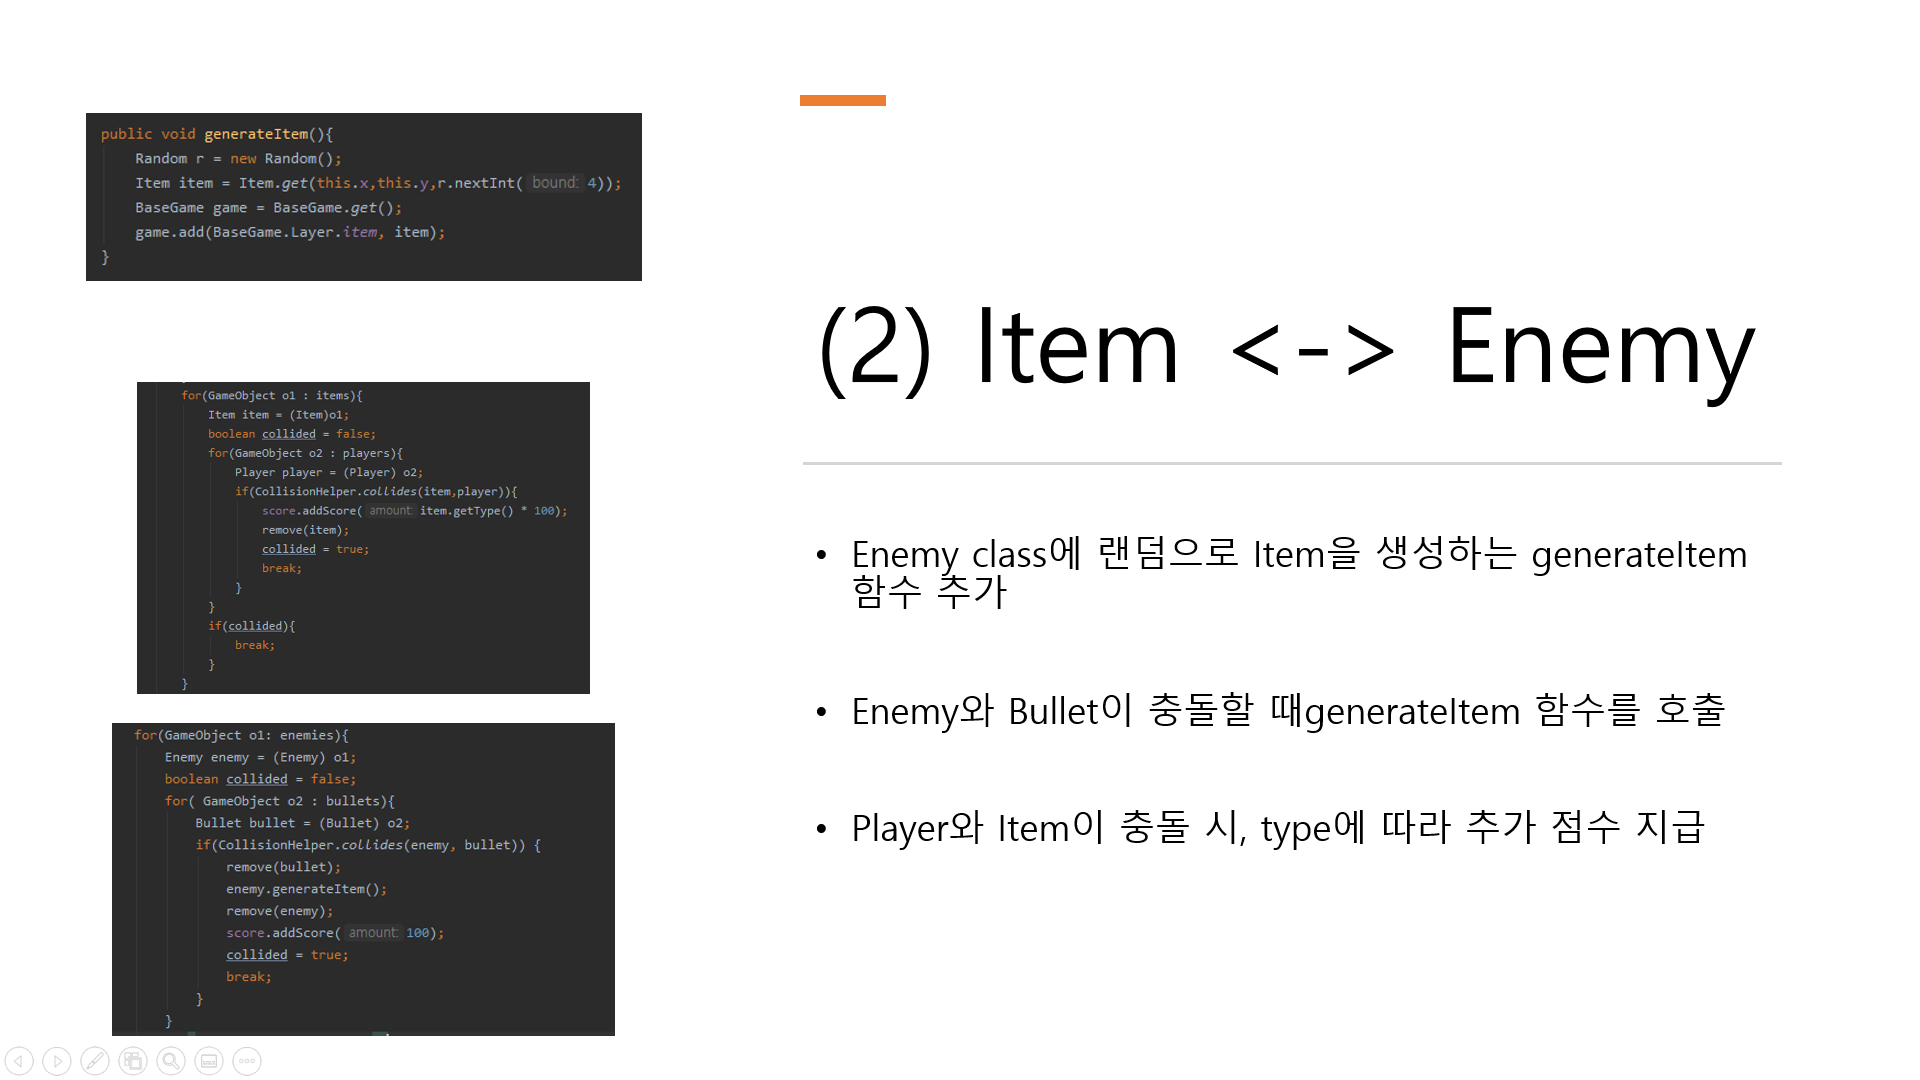 public void generateItem(){
Random r = new Random();
Item item = Item.get(this.x,this.y,r.nextInt( bound: 4));
BaseGame game = BaseGame.get();
game.add(BaseGame.Layer.item, item);
}
for(GameObject o1 : items){
Item item = (Item)o1;
boolean collided = false;
for(GameObject o2 : players){
Player player = (Player) o2;
if(CollisionHelper.collides(item,player)){
score.addScore( amount: item.getType() * 100);
remove(item);
collided = true;
break;
}
}
if(collided){
break;
}
}
for(GameObject o1: enemies){
Enemy enemy = (Enemy) o1;
boolean collided = false;
for( GameObject o2 : bullets){
Bullet bullet = (Bullet) o2;
if(CollisionHelper.collides(enemy, bullet)) {
remove(bullet);
enemy.generateItem();
remove(enemy);
score.addScore( amount: 100);
collided = true;
break;
}
}
(2) Item <-> Enemy
• Enemy class에 랜덤으로 Item을 생성하는 generateItem
함수 추가
• Enemy와 Bullet이 충돌할 때generateItem 함수를 호출
• Player와 Item이 충돌 시, type에 따라 추가 점수 지급